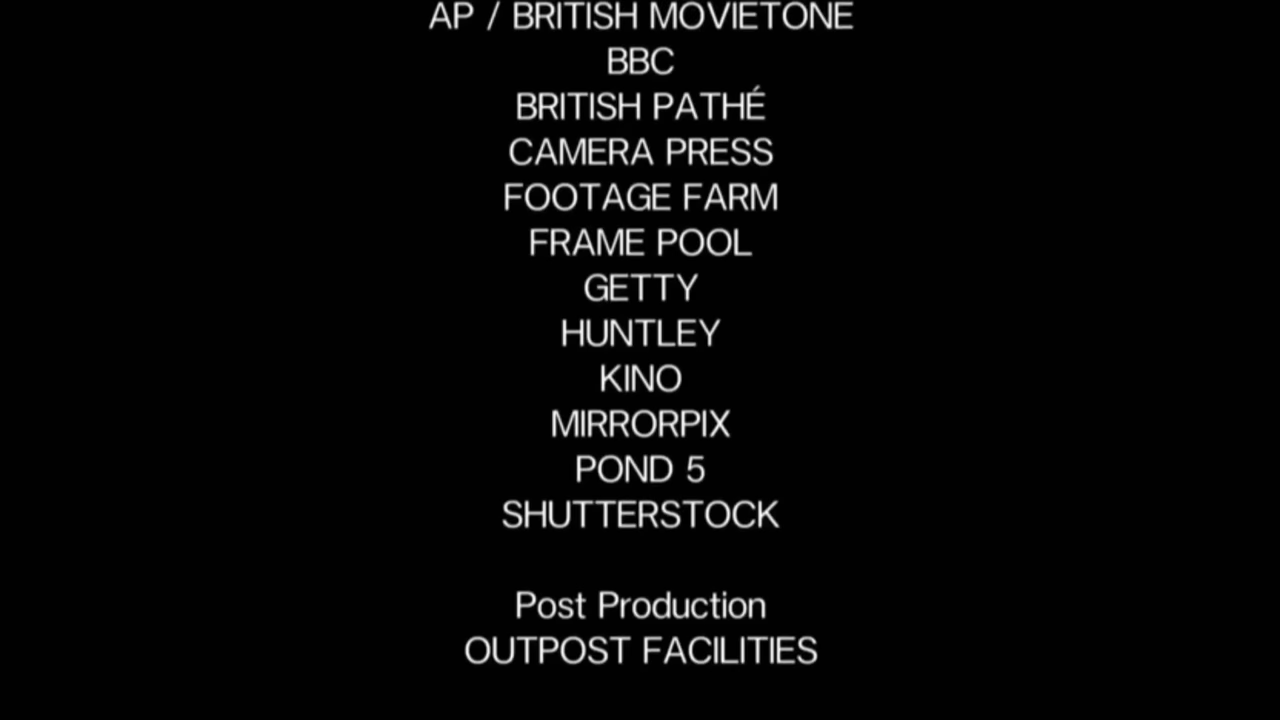 AP / BRITISH MOVIETONE
BBC
BRITISH PATHÉ
CAMERA PRESS
FOOTAGE FARM
FRAME POOL
GETTY
HUNTLEY
KINO
MIRRORPIX
POND 5
SHUTTERSTOCK
Post Production
OUTPOST FACILITIES